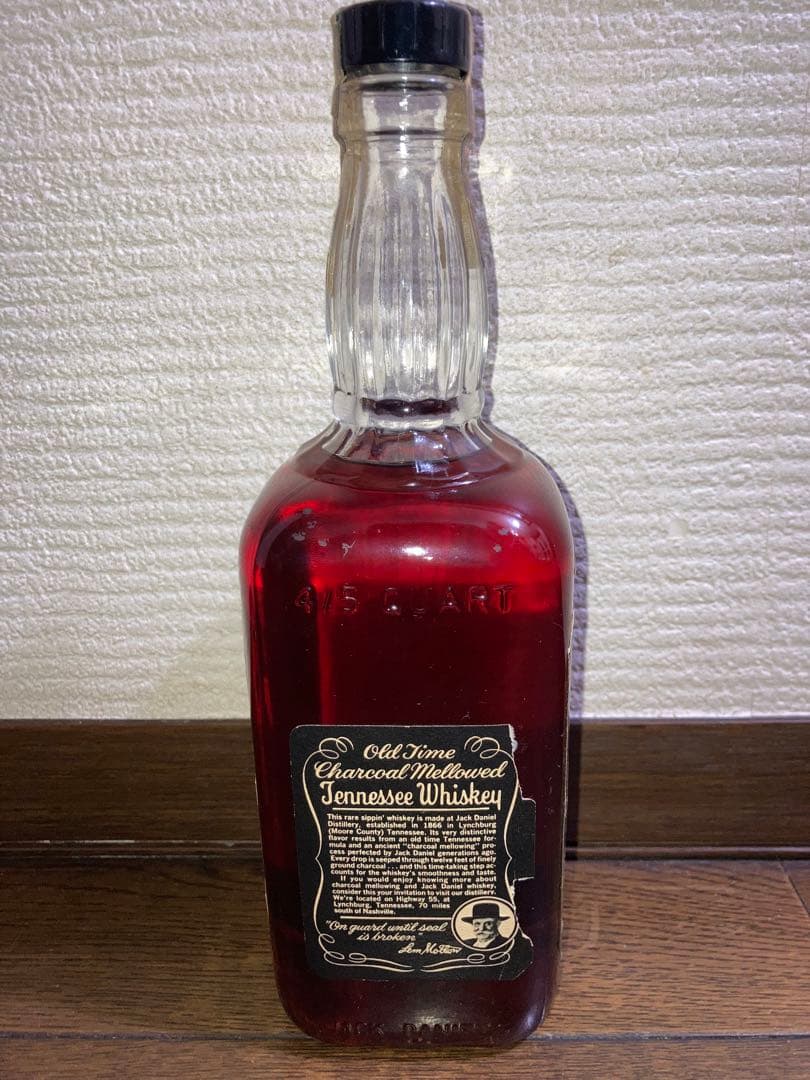 4/5 QUART
Old Time
Charcoal Mellowed
Tennessee Whiskey
This rare sippin' whiskey is made at Jack Daniel
Distillery, established in 1866 in Lynchburg
(Moore County) Tennessee. Its very distinctive
flavor results from an old time Tennessee for-
mula and an ancient "charcoal mellowing" pro-
cess perfected by Jack Daniel generations ago.
Every drop is seeped through twelve feet of finely
ground charcoal ... and this time-taking step ac-
counts for the whiskey's smoothness and taste.
If you would enjoy knowing more about
charcoal mellowing and Jack Daniel whiskey,
consider this your invitation to visit our distillery.
We're located on Highway 55, at
Lynchburg, Tennessee, 70 miles
south of Nashville.
"On guard until seal
is broken"
Lem Motlow
JACK DANIEL